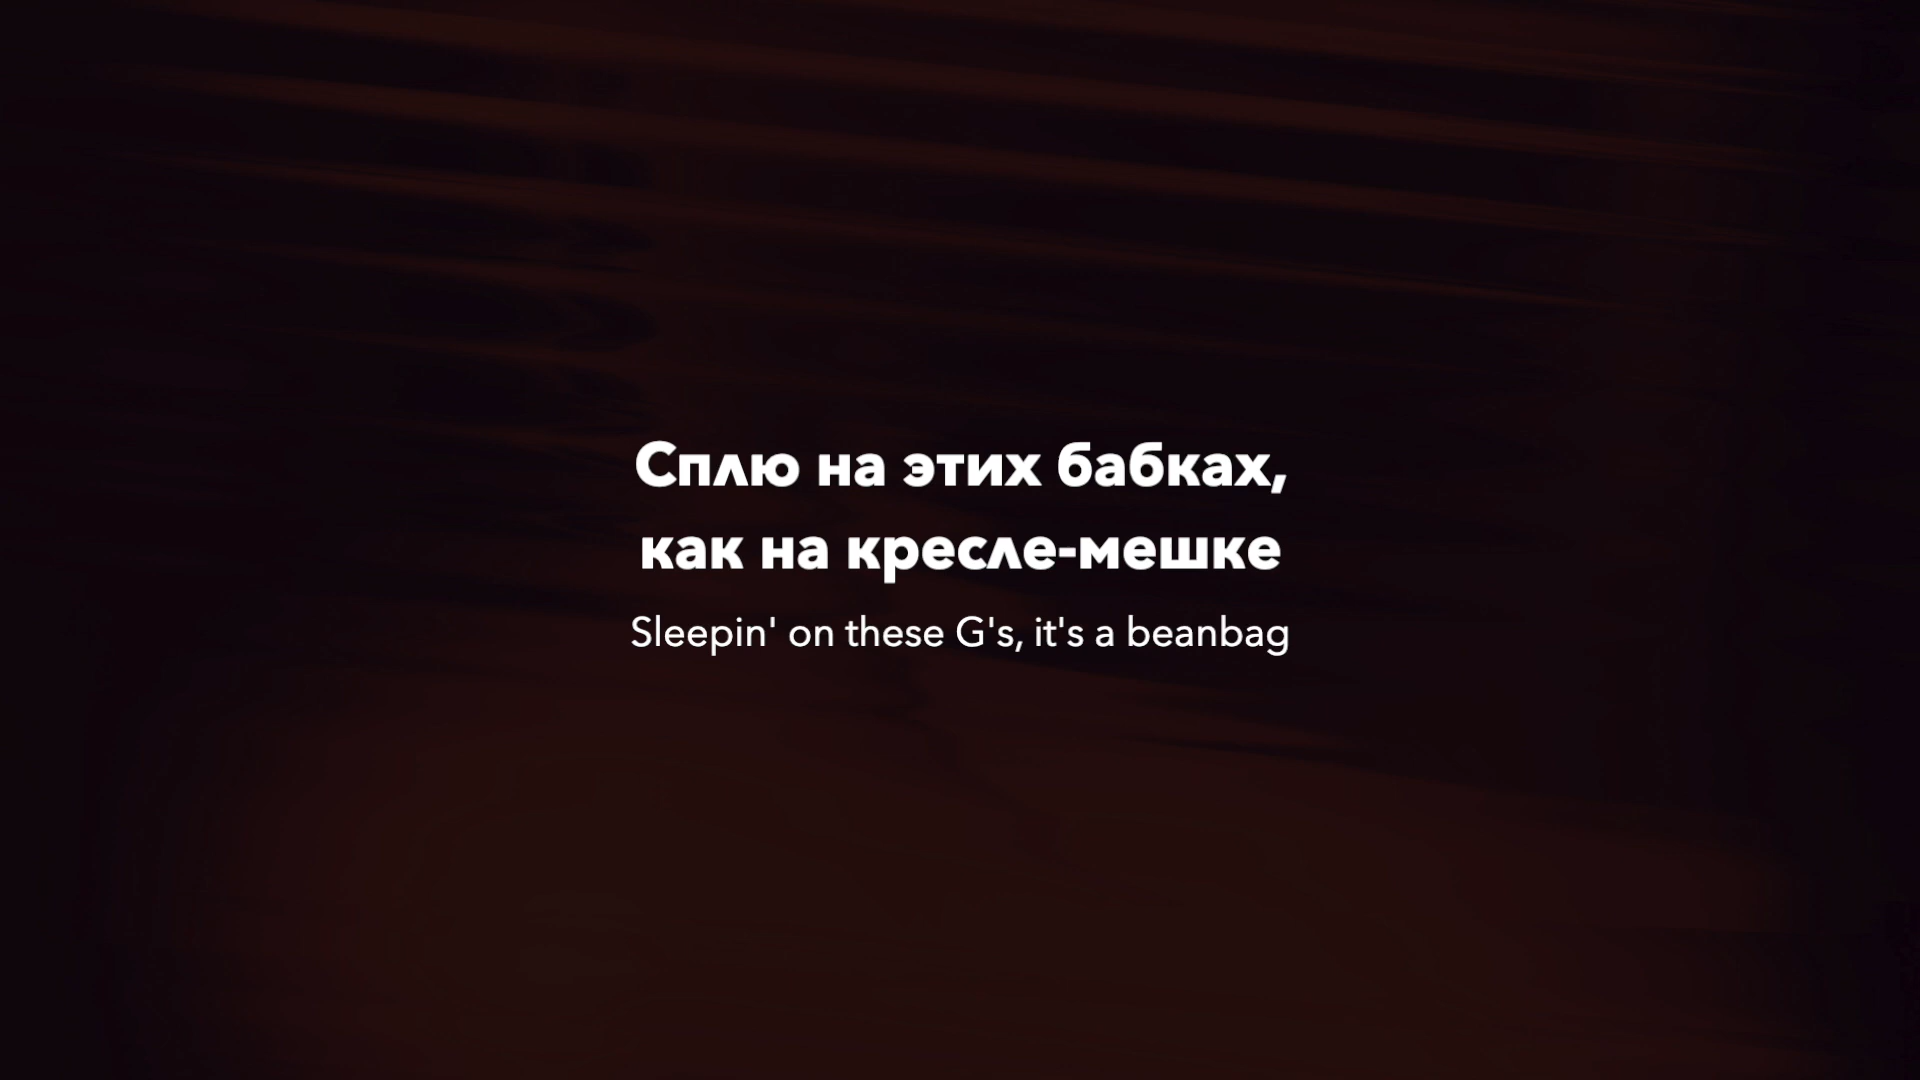 Сплю на этих бабках,
как на кресле-мешке
Sleepin' on these G's, it's a beanbag